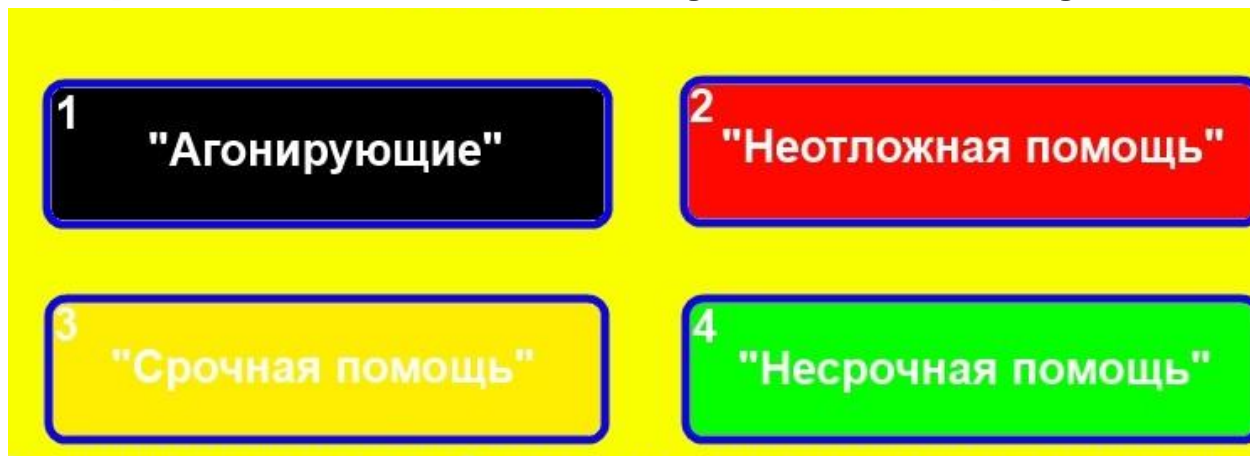 1
"Агонирующие"
2
"Неотложная помощь"
3
"Срочная помощь"
4
"Несрочная помощь"